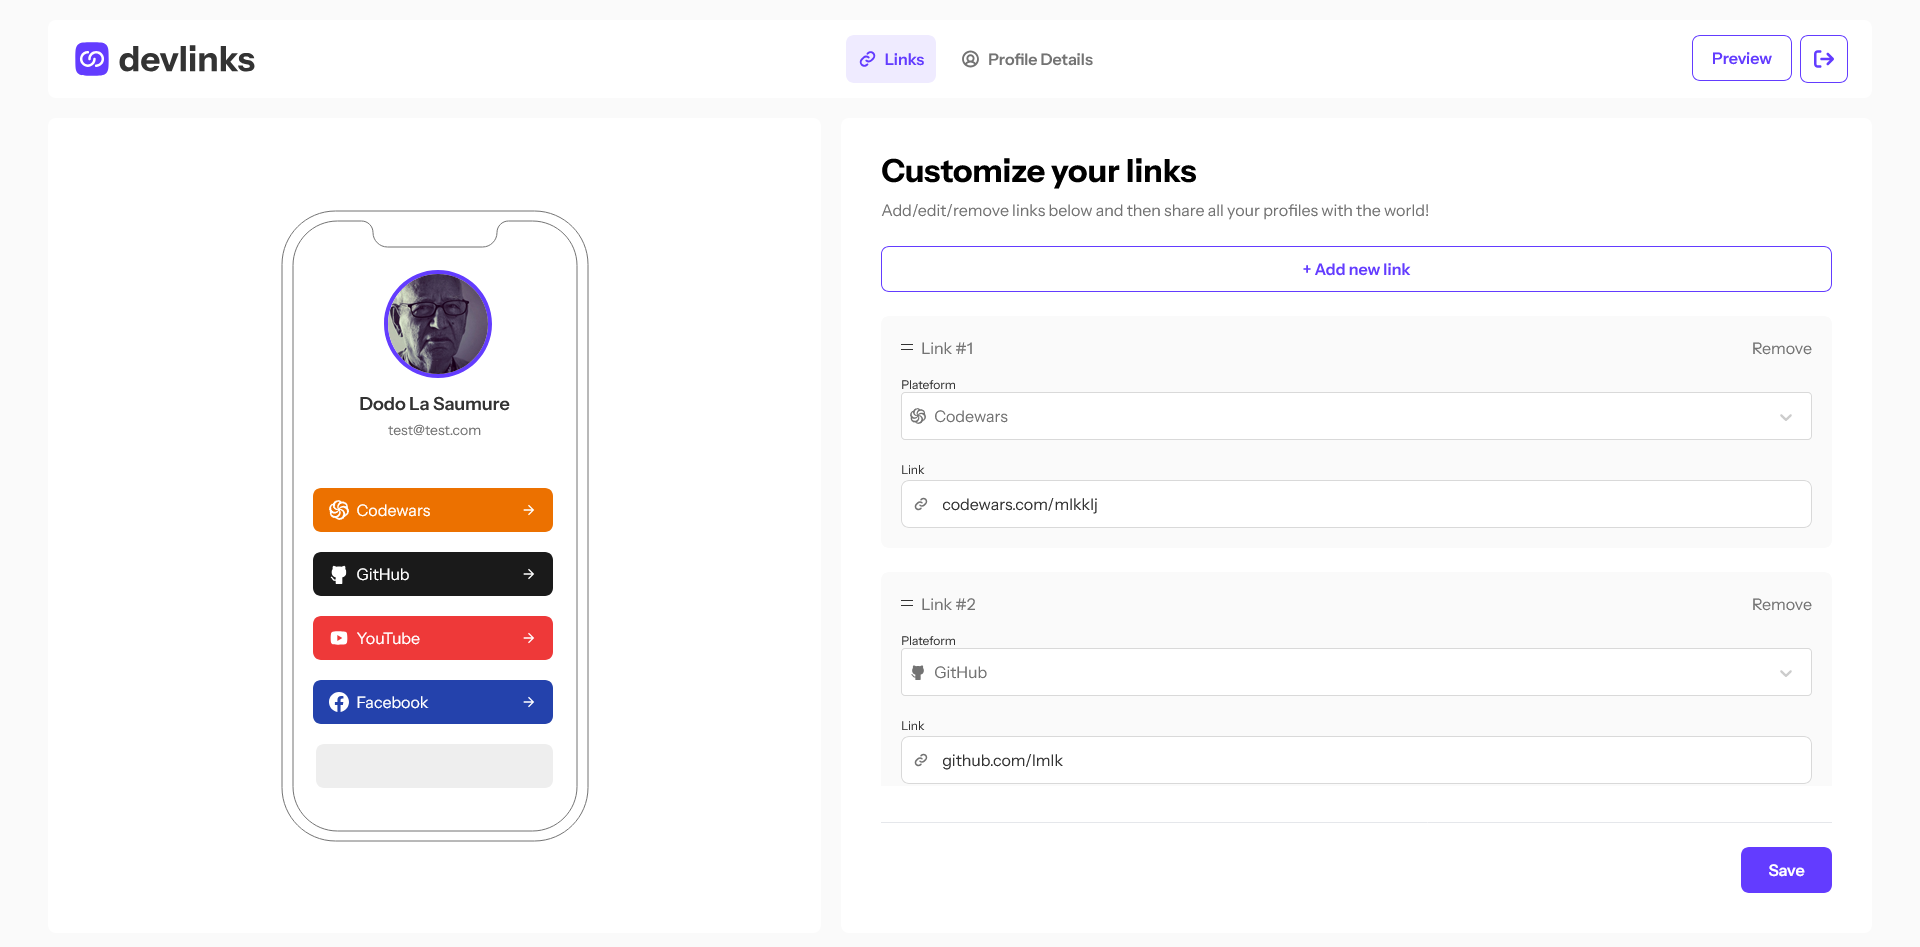 devlinks
Links
Profile Details
Preview
Dodo La Saumure
test@test.com
Codewars
GitHub
YouTube
Facebook
Customize your links
Add/edit/remove links below and then share all your profiles with the world!
+ Add new link
Link #1
Remove
Plateform
Codewars
Link
codewars.com/mlkklj
Link #2
Remove
Plateform
GitHub
Link
github.com/lmlk
Save